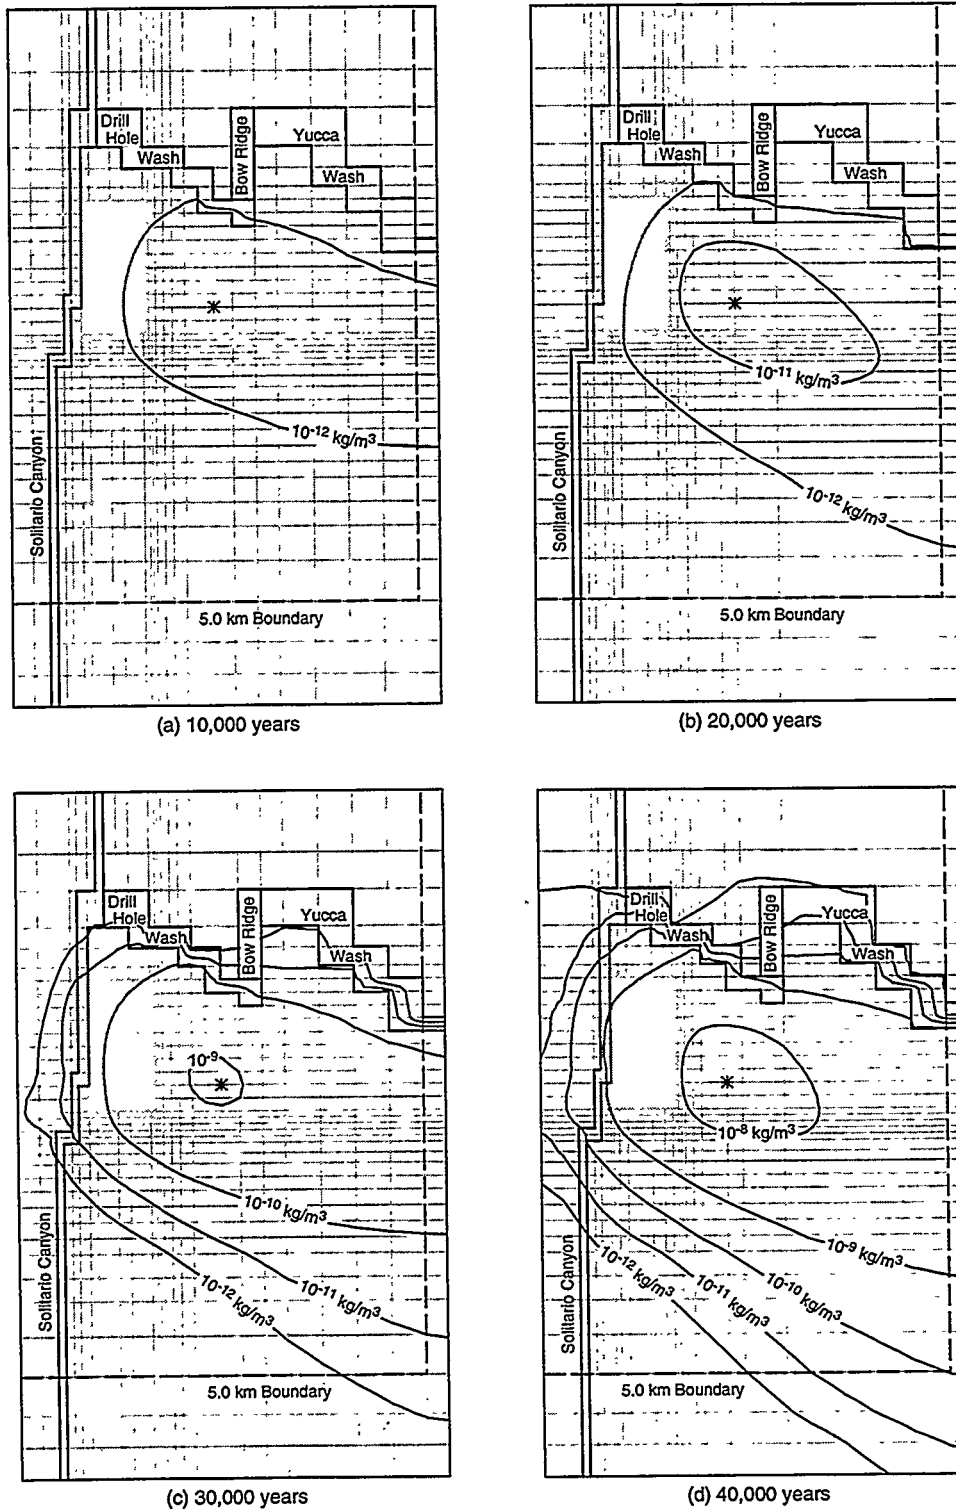 Drill
Hole
Wash
Bow Ridge
Yucca
Wash
10-12 kg/m3
Solitario Canyon
5.0 km Boundary
(a) 10,000 years
Drill
Hole
Wash
Bow Ridge
Yucca
Wash
10-11 kg/m3
10-12 kg/m3
Solitario Canyon
5.0 km Boundary
(b) 20,000 years
Drill
Hole
Wash
Bow Ridge
Yucca
Wash
10-9
10-10 kg/m3
10-11 kg/m3
10-12 kg/m3
Solitario Canyon
5.0 km Boundary
(c) 30,000 years
Drill
Hole
Wash
Bow Ridge
Yucca
Wash
10-8 kg/m3
10-9 kg/m3
10-10 kg/m3
10-11 kg/m3
10-12 kg/m3
Solitario Canyon
5.0 km Boundary
(d) 40,000 years